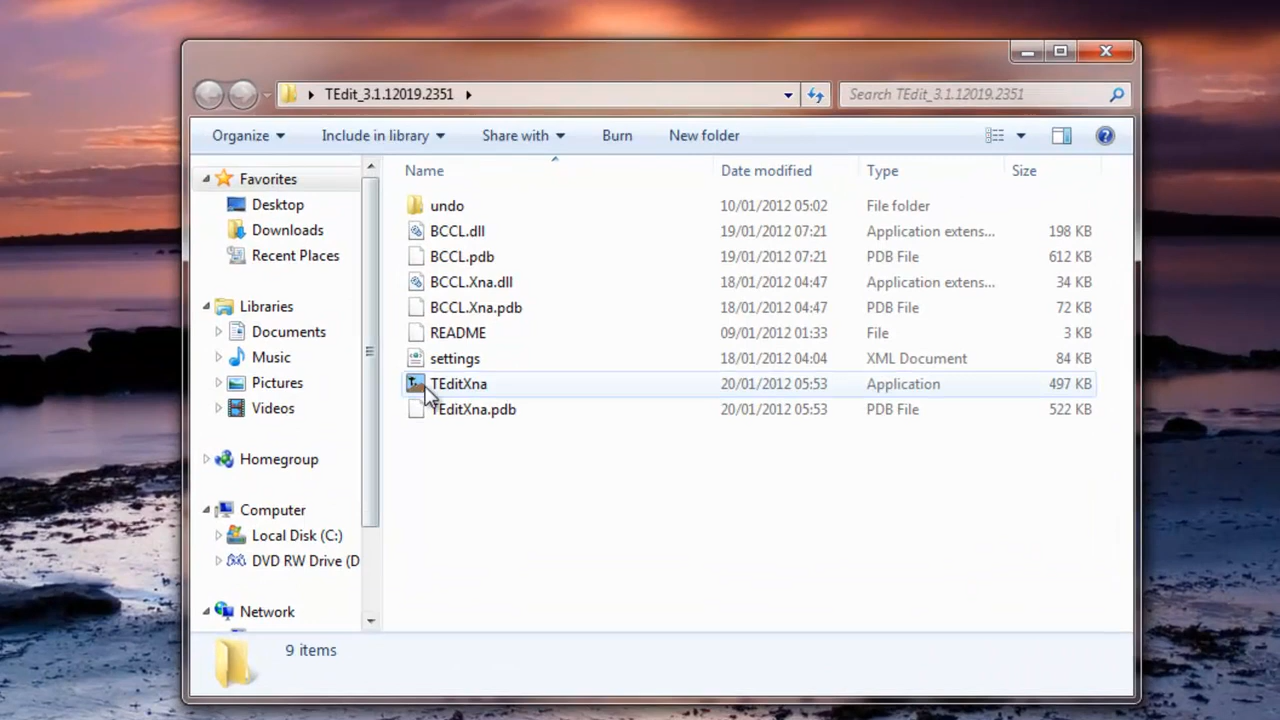 TEdit_3.1.12019.2351
Search TEdit_3.1.12019.2351
Organize Include in library Share with Burn New folder
Name Date modified Type Size
Favorites
Desktop
Downloads
Recent Places
Libraries
Documents
Music
Pictures
Videos
Homegroup
Computer
Local Disk (C:)
DVD RW Drive (D
Network
undo 10/01/2012 05:02 File folder
BCCL.dll 19/01/2012 07:21 Application extens... 198 KB
BCCL.pdb 19/01/2012 07:21 PDB File 612 KB
BCCL.Xna.dll 18/01/2012 04:47 Application extens... 34 KB
BCCL.Xna.pdb 18/01/2012 04:47 PDB File 72 KB
README 09/01/2012 01:33 File 3 KB
settings 18/01/2012 04:04 XML Document 84 KB
TEditXna 20/01/2012 05:53 Application 497 KB
TEditXna.pdb 20/01/2012 05:53 PDB File 522 KB
9 items